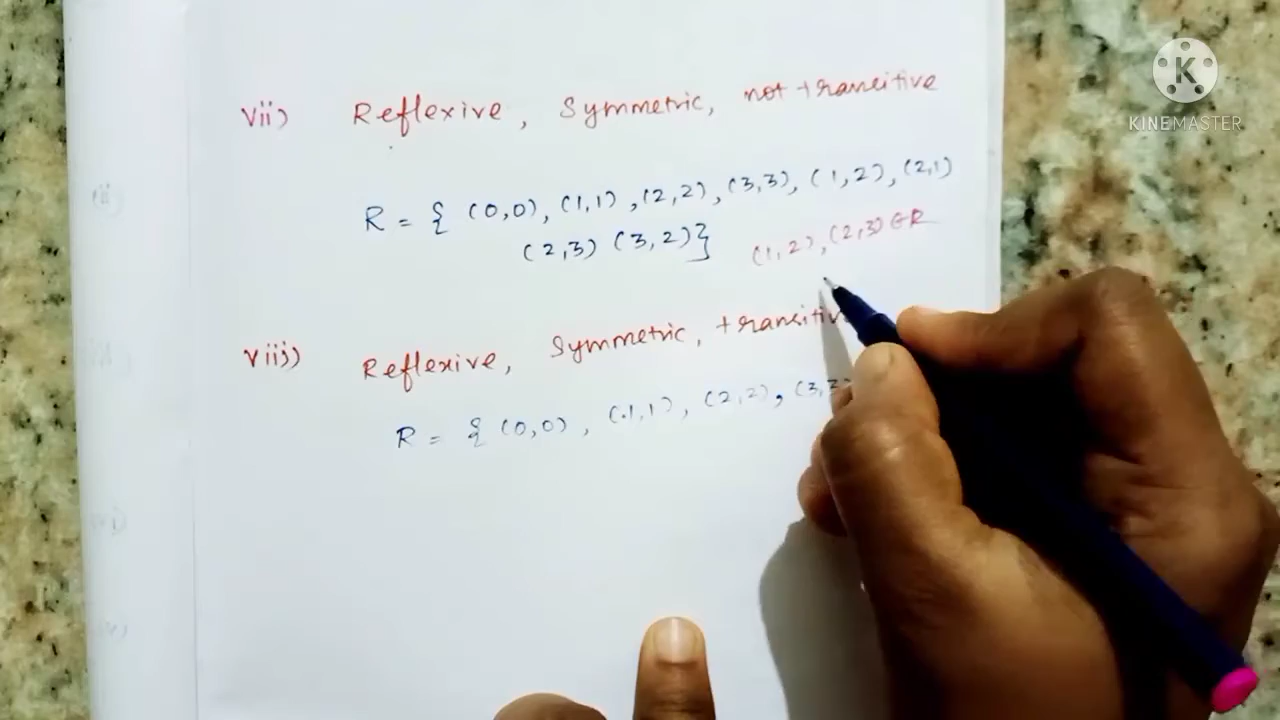 vii) Reflexive, Symmetric, not transitive
R = { (0,0), (1,1), (2,2), (3,3), (1,2), (2,1)
(2,3) (3,2)} (1,2), (2,3) ∈ R
viii) Reflexive, Symmetric,
R = { (0,0), (1,1), (2,2),
K
KINEMASTER